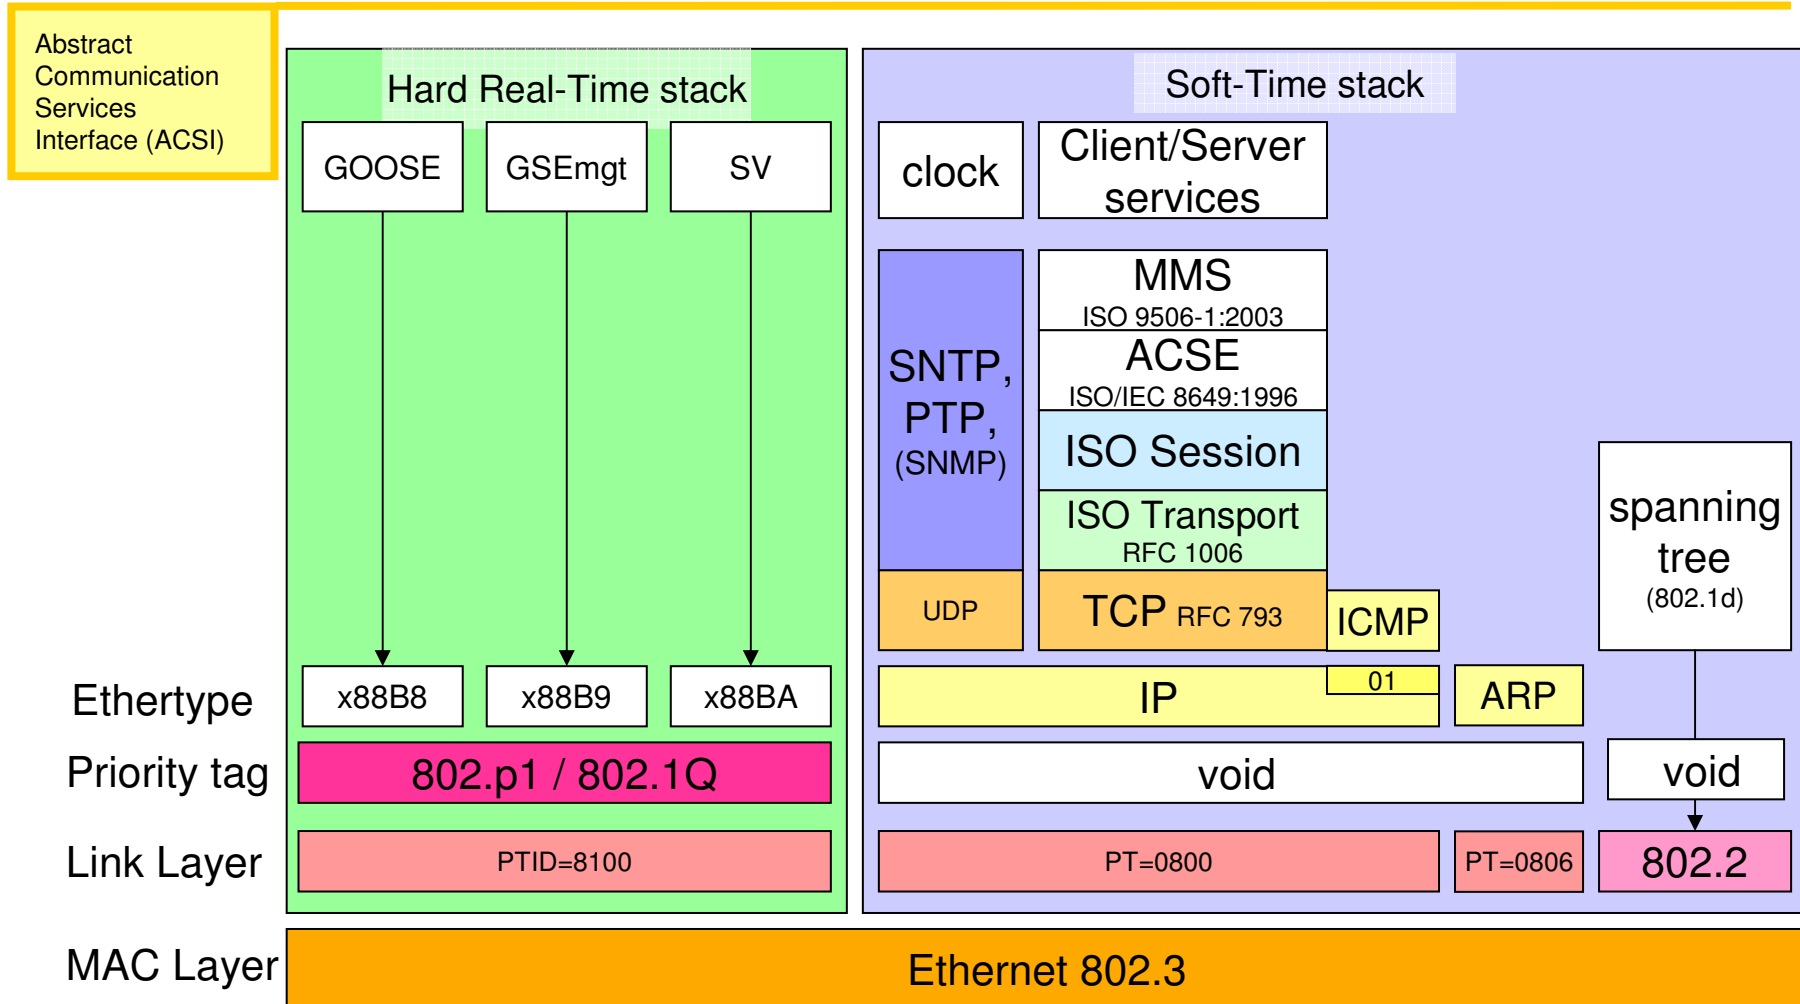 Abstract
Communication
Services
Interface (ACSI)
Hard Real-Time stack
Soft-Time stack
GOOSE
GSEmgt
SV
clock
Client/Server
services
MMS
ISO 9506-1:2003
ACSE
ISO/IEC 8649:1996
SNTP,
PTP,
(SNMP)
ISO Session
ISO Transport
RFC 1006
spanning
tree
(802.1d)
UDP
TCP RFC 793
ICMP
Ethertype
x88B8
x88B9
x88BA
IP
01
ARP
Priority tag
802.p1 / 802.1Q
void
void
Link Layer
PTID=8100
PT=0800
PT=0806
802.2
MAC Layer
Ethernet 802.3